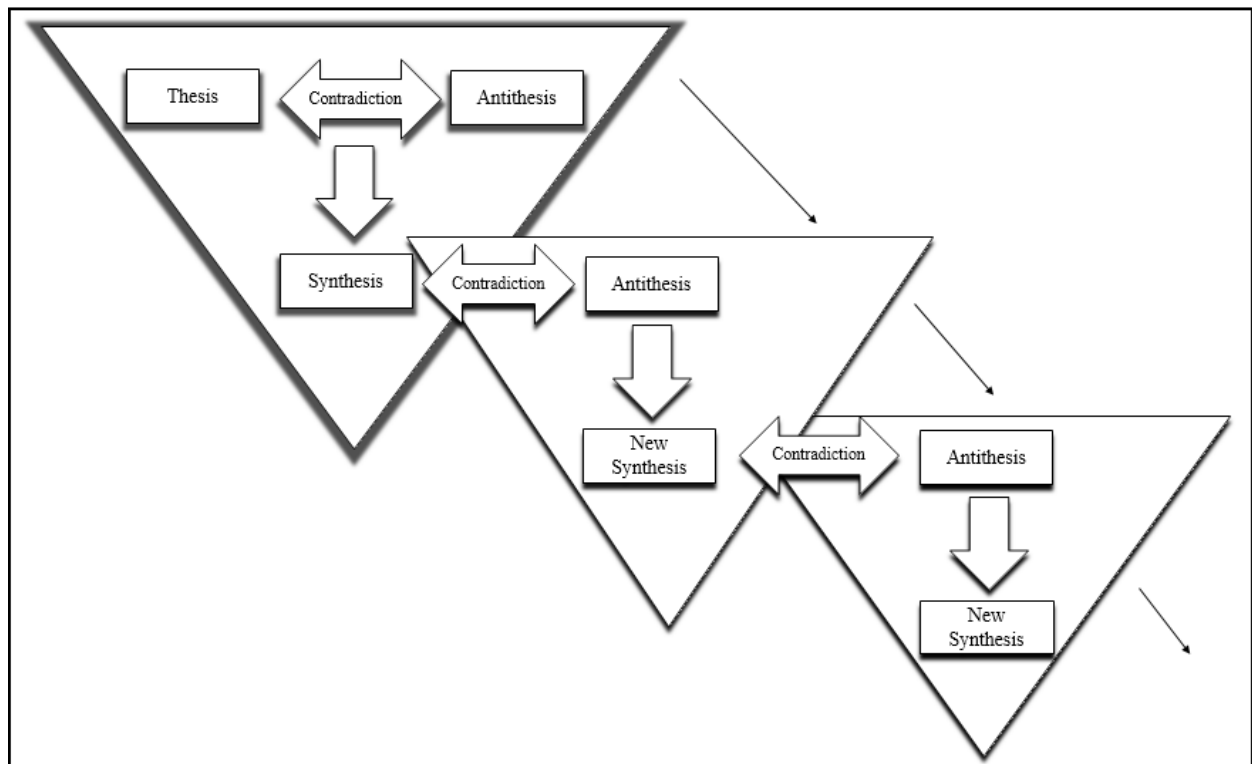 Thesis
Contradiction
Antithesis
Synthesis
Contradiction
Antithesis
New
Synthesis
Contradiction
Antithesis
New
Synthesis